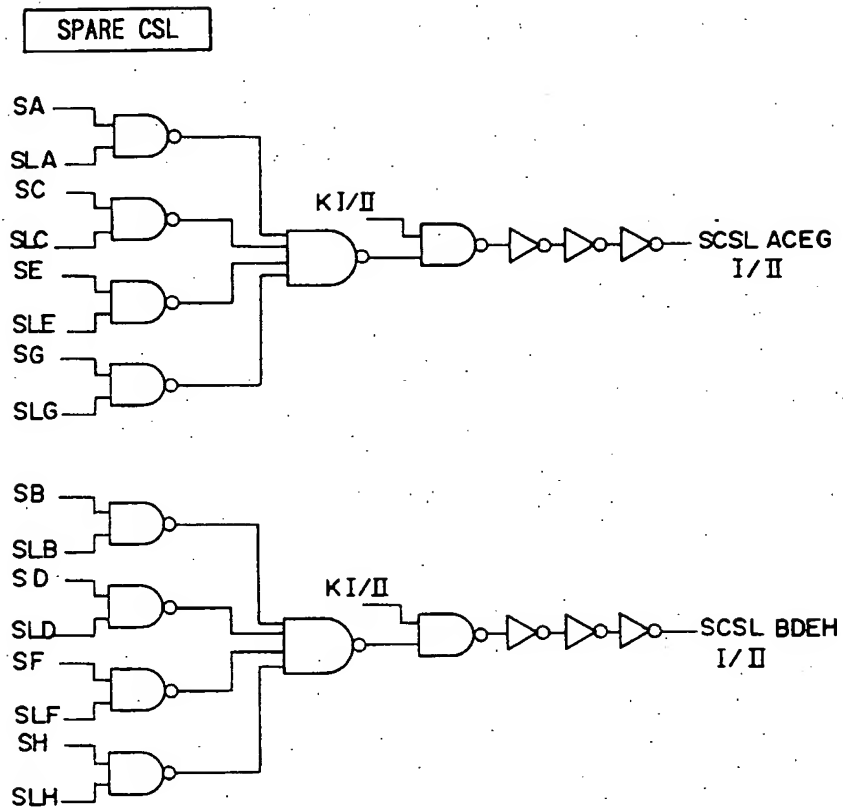 SPARE CSL
SA
SLA
SC
SLC
SE
SLE
SG
SLG
KI/II
SCSL ACEG
I/II
SB
SLB
SD
SLD
SF
SLF
SH
SLH
KI/II
SCSL BDEH
I/II